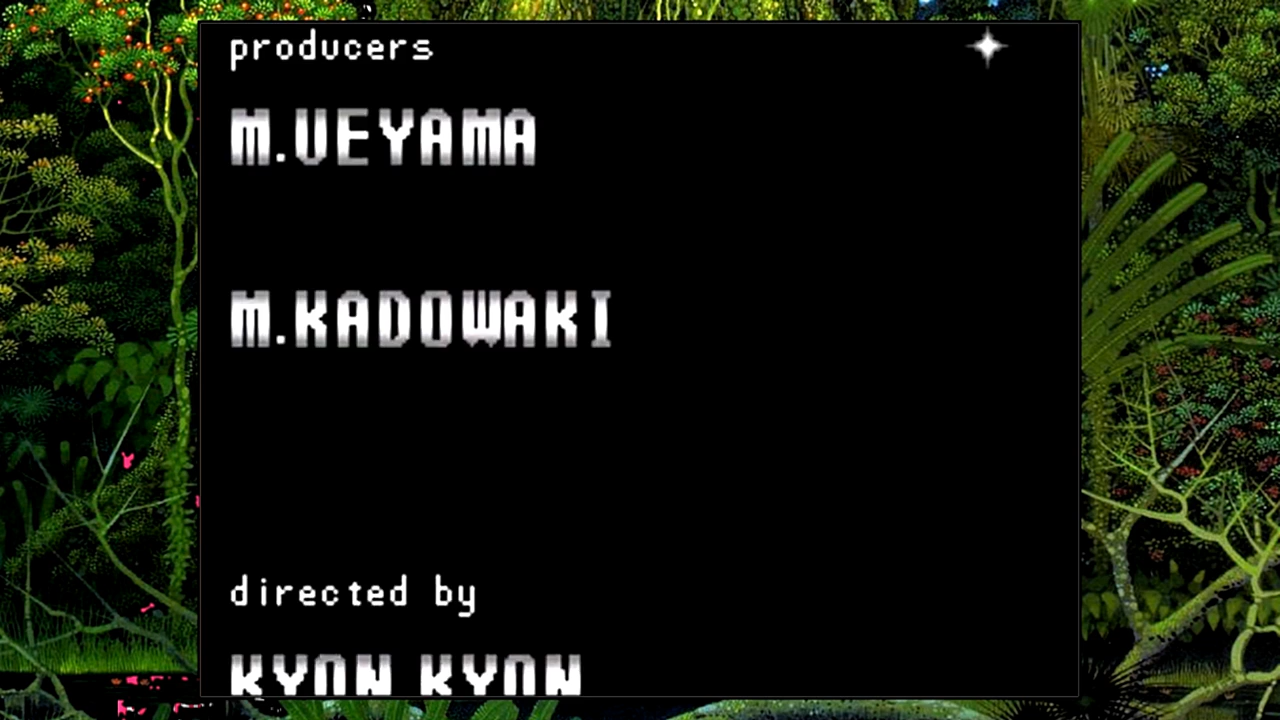 producers
M.UEYAMA
M.KADOWAKI
directed by
KYON KYON